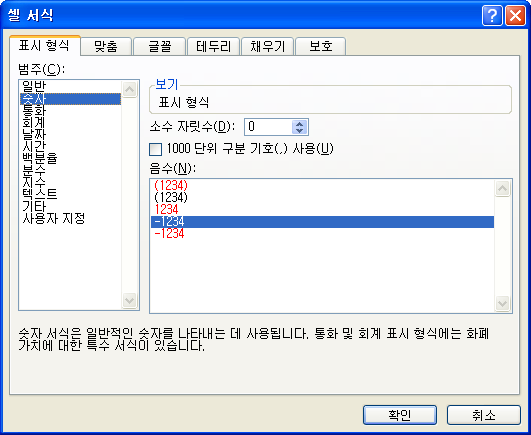 셀 서식
표시 형식 맞춤 글꼴 테두리 채우기 보호
범주(C):
일반
숫자
통화
회계
날짜
시간
백분율
분수
지수
텍스트
기타
사용자 지정
보기
표시 형식
소수 자릿수(D): 0
1000 단위 구분 기호(,) 사용(U)
음수(N):
(1234)
(1234)
1234
-1234
-1234
숫자 서식은 일반적인 숫자를 나타내는 데 사용됩니다. 통화 및 회계 표시 형식에는 화폐
가치에 대한 특수 서식이 있습니다.
확인 취소